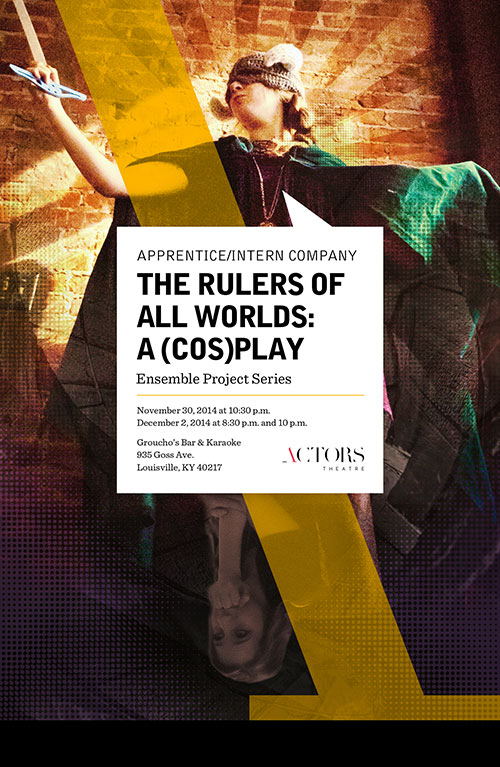 APPRENTICE/INTERN COMPANY
THE RULERS OF
ALL WORLDS:
A (COS)PLAY
Ensemble Project Series
November 30, 2014 at 10:30 p.m.
December 2, 2014 at 8:30 p.m. and 10 p.m.
Groucho's Bar & Karaoke
935 Goss Ave.
Louisville, KY 40217
ACTORS
THEATRE